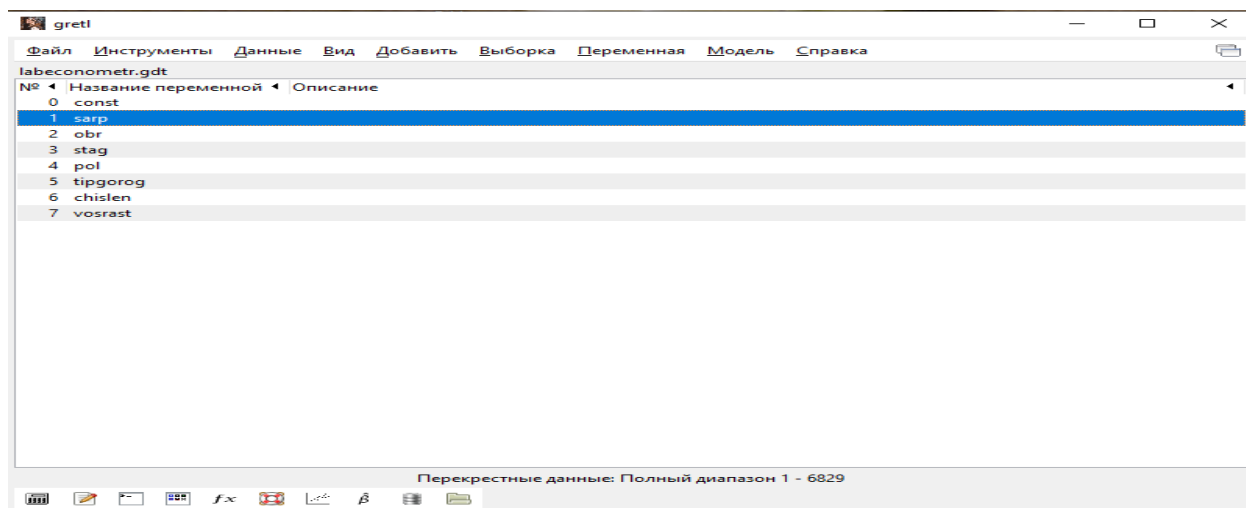 gretl
Файл Инструменты Данные Вид Добавить Выборка Переменная Модель Справка
labeconometr.gdt
№ Название переменной Описание
0 const
1 sarp
2 obr
3 stag
4 pol
5 tipgorog
6 chislen
7 vosrast
Перекрестные данные: Полный диапазон 1 - 6829
fx β̂